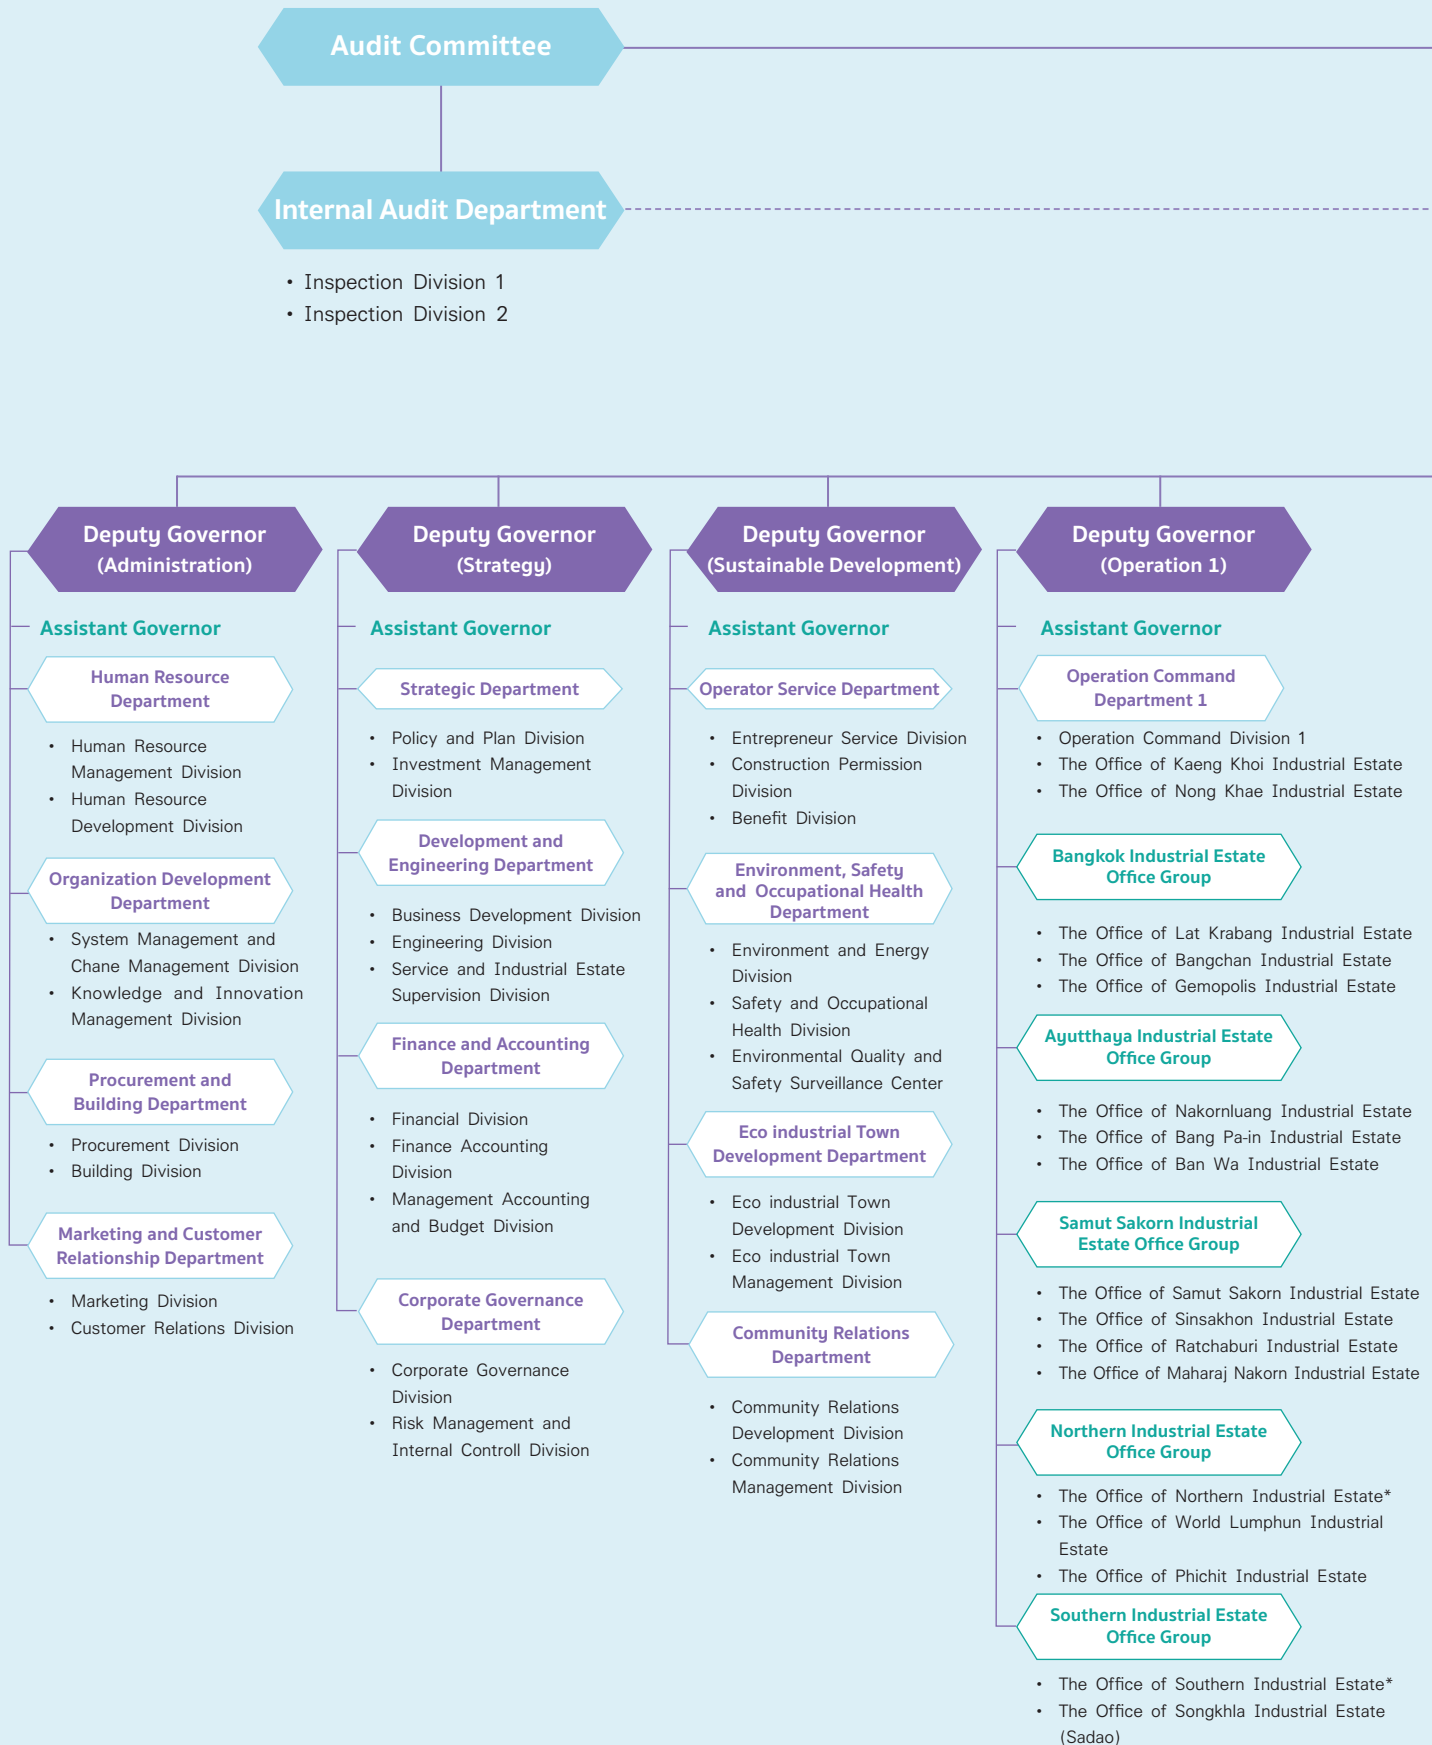 Audit Committee
Internal Audit Department
• Inspection Division 1
• Inspection Division 2
Deputy Governor
(Administration)
Assistant Governor
Human Resource
Department
• Human Resource
Management Division
• Human Resource
Development Division
Organization Development
Department
• System Management and
Chane Management Division
• Knowledge and Innovation
Management Division
Procurement and
Building Department
• Procurement Division
• Building Division
Marketing and Customer
Relationship Department
• Marketing Division
• Customer Relations Division
Deputy Governor
(Strategy)
Assistant Governor
Strategic Department
• Policy and Plan Division
• Investment Management
Division
Development and
Engineering Department
• Business Development Division
• Engineering Division
• Service and Industrial Estate
Supervision Division
Finance and Accounting
Department
• Financial Division
• Finance Accounting
Division
• Management Accounting
and Budget Division
Corporate Governance
Department
• Corporate Governance
Division
• Risk Management and
Internal Controll Division
Deputy Governor
(Sustainable Development)
Assistant Governor
Operator Service Department
• Entrepreneur Service Division
• Construction Permission
Division
• Benefit Division
Environment, Safety
and Occupational Health
Department
• Environment and Energy
Division
• Safety and Occupational
Health Division
• Environmental Quality and
Safety Surveillance Center
Eco industrial Town
Development Department
• Eco industrial Town
Development Division
• Eco industrial Town
Management Division
Community Relations
Department
• Community Relations
Development Division
• Community Relations
Management Division
Deputy Governor
(Operation 1)
Assistant Governor
Operation Command
Department 1
• Operation Command Division 1
• The Office of Kaeng Khoi Industrial Estate
• The Office of Nong Khae Industrial Estate
Bangkok Industrial Estate
Office Group
• The Office of Lat Krabang Industrial Estate
• The Office of Bangchan Industrial Estate
• The Office of Gemopolis Industrial Estate
Ayutthaya Industrial Estate
Office Group
• The Office of Nakornluang Industrial Estate
• The Office of Bang Pa-in Industrial Estate
• The Office of Ban Wa Industrial Estate
Samut Sakorn Industrial
Estate Office Group
• The Office of Samut Sakorn Industrial Estate
• The Office of Sinsakhon Industrial Estate
• The Office of Ratchaburi Industrial Estate
• The Office of Maharaj Nakorn Industrial Estate
Northern Industrial Estate
Office Group
• The Office of Northern Industrial Estate*
• The Office of World Lumphun Industrial
Estate
• The Office of Phichit Industrial Estate
Southern Industrial Estate
Office Group
• The Office of Southern Industrial Estate*
• The Office of Songkhla Industrial Estate
(Sadao)